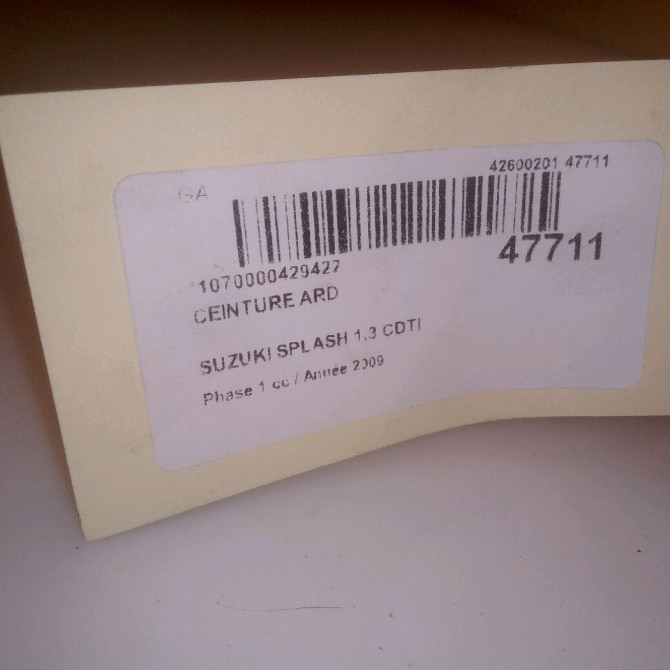 GA
42600201 47711
47711
1070000429427
CEINTURE ARD
SUZUKI SPLASH 1,3 CDTI
Phase 1 cc / Année 2009